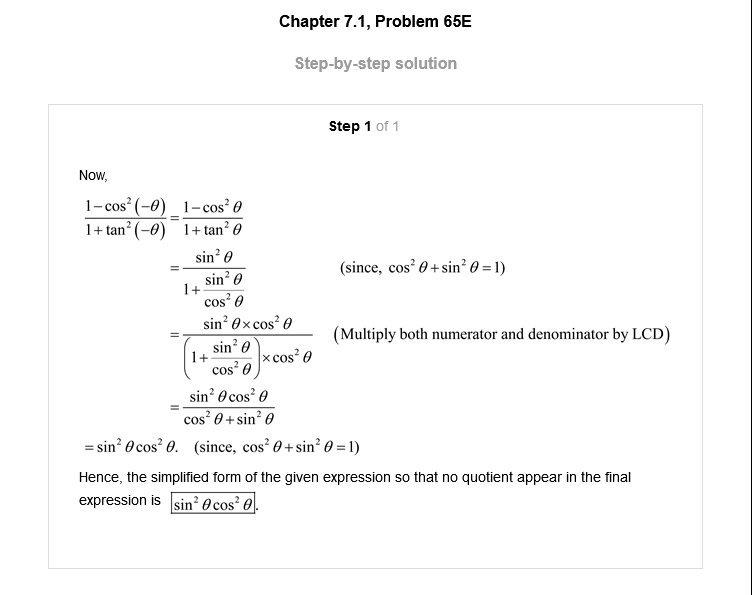 Chapter 7.1, Problem 65E
Step-by-step solution
Step 1 of 1
Now,
\frac{1-\cos^2(-\theta)}{1+\tan^2(-\theta)} = \frac{1-\cos^2\theta}{1+\tan^2\theta}
= \frac{\sin^2\theta}{1+\frac{\sin^2\theta}{\cos^2\theta}} (since, \cos^2\theta+\sin^2\theta=1)
= \frac{\sin^2\theta\times\cos^2\theta}{\left(1+\frac{\sin^2\theta}{\cos^2\theta}\right)\times\cos^2\theta} (Multiply both numerator and denominator by LCD)
= \frac{\sin^2\theta\cos^2\theta}{\cos^2\theta+\sin^2\theta}
= \sin^2\theta\cos^2\theta. (since, \cos^2\theta+\sin^2\theta=1)
Hence, the simplified form of the given expression so that no quotient appear in the final
expression is \sin^2\theta\cos^2\theta.